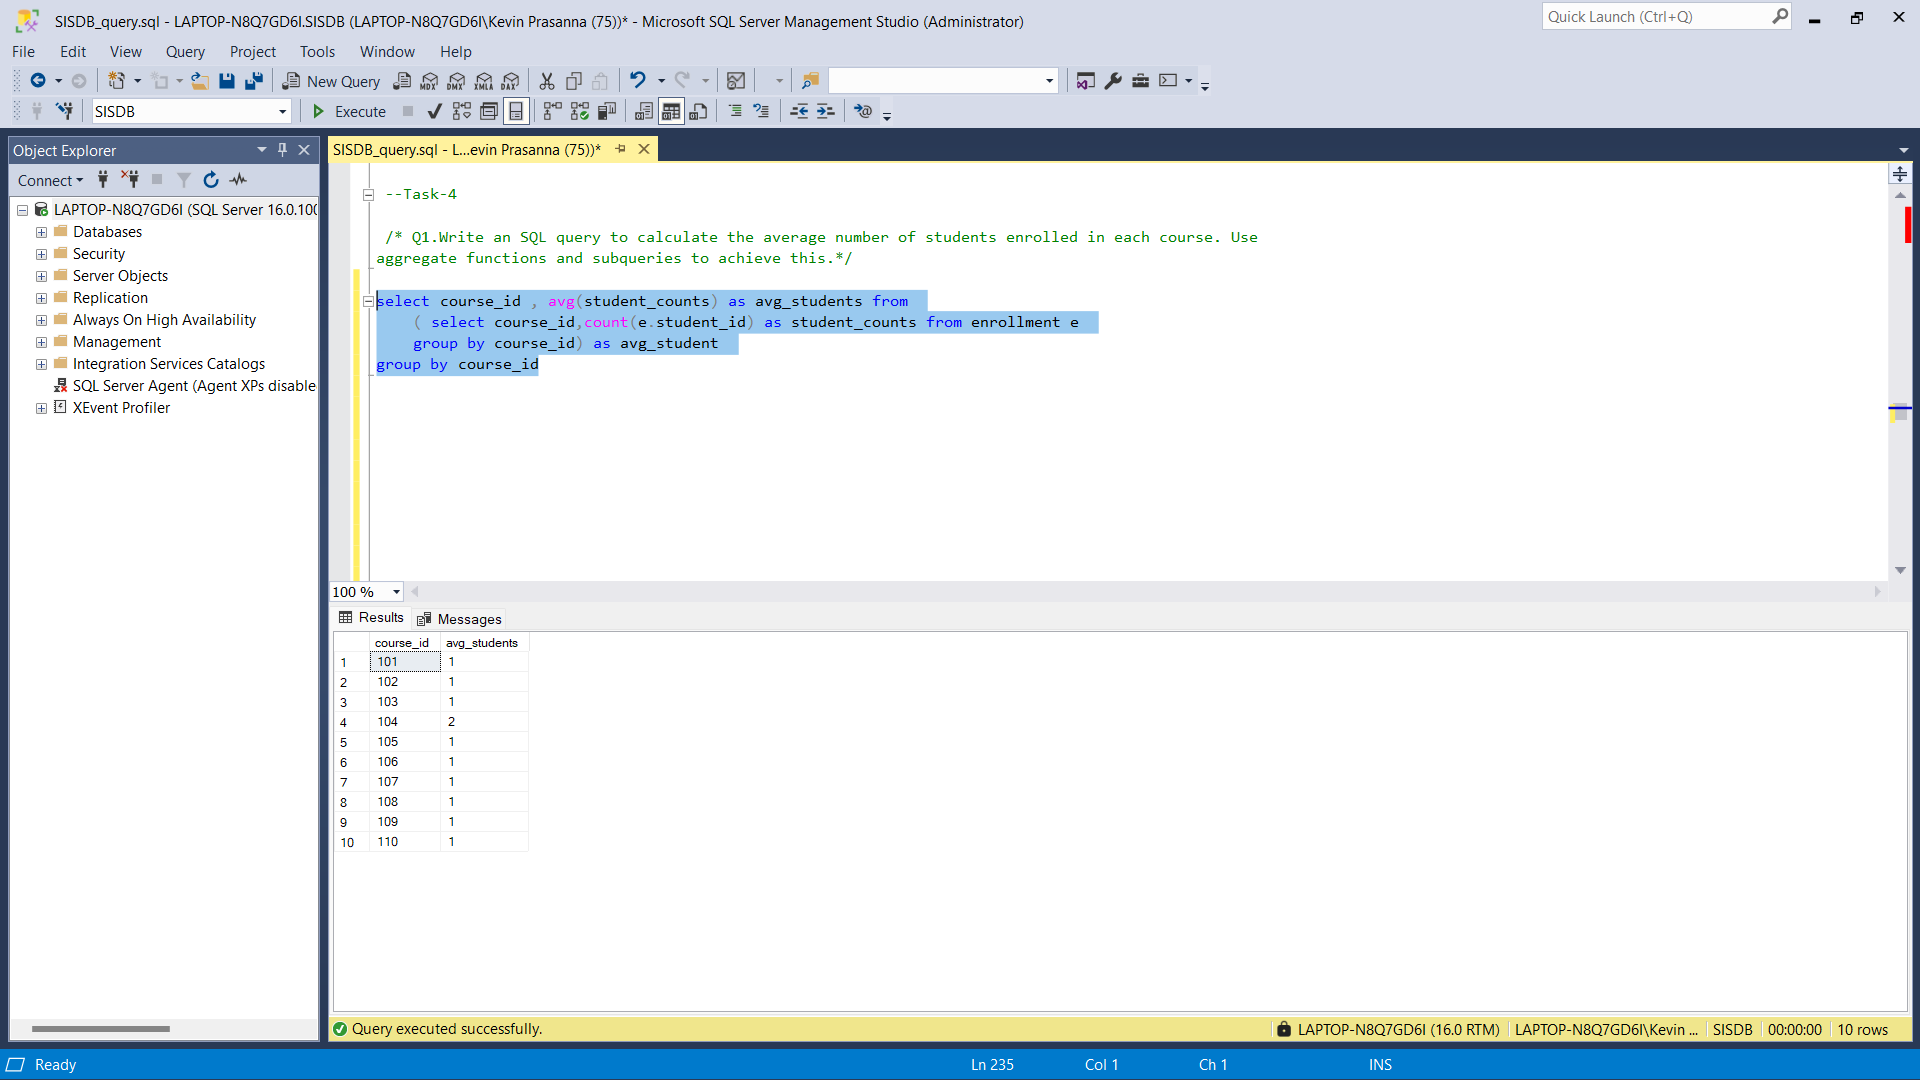 SISDB_query.sql - LAPTOP-N8Q7GD6I.SISDB (LAPTOP-N8Q7GD6I\Kevin Prasanna (75))* - Microsoft SQL Server Management Studio (Administrator)
Quick Launch (Ctrl+Q)
File Edit View Query Project Tools Window Help
New Query MDX DMX XMLA DAX
SISDB Execute
Object Explorer
SISDB_query.sql - L...evin Prasanna (75))*
Connect
LAPTOP-N8Q7GD6I (SQL Server 16.0.100
Databases
Security
Server Objects
Replication
Always On High Availability
Management
Integration Services Catalogs
SQL Server Agent (Agent XPs disable
XEvent Profiler
--Task-4
/* Q1.Write an SQL query to calculate the average number of students enrolled in each course. Use
aggregate functions and subqueries to achieve this.*/
select course_id , avg(student_counts) as avg_students from
( select course_id,count(e.student_id) as student_counts from enrollment e
group by course_id) as avg_student
group by course_id
100 %
Results Messages
course_id avg_students
1 101 1
2 102 1
3 103 1
4 104 2
5 105 1
6 106 1
7 107 1
8 108 1
9 109 1
10 110 1
Query executed successfully.
LAPTOP-N8Q7GD6I (16.0 RTM) LAPTOP-N8Q7GD6I\Kevin ... SISDB 00:00:00 10 rows
Ready Ln 235 Col 1 Ch 1 INS